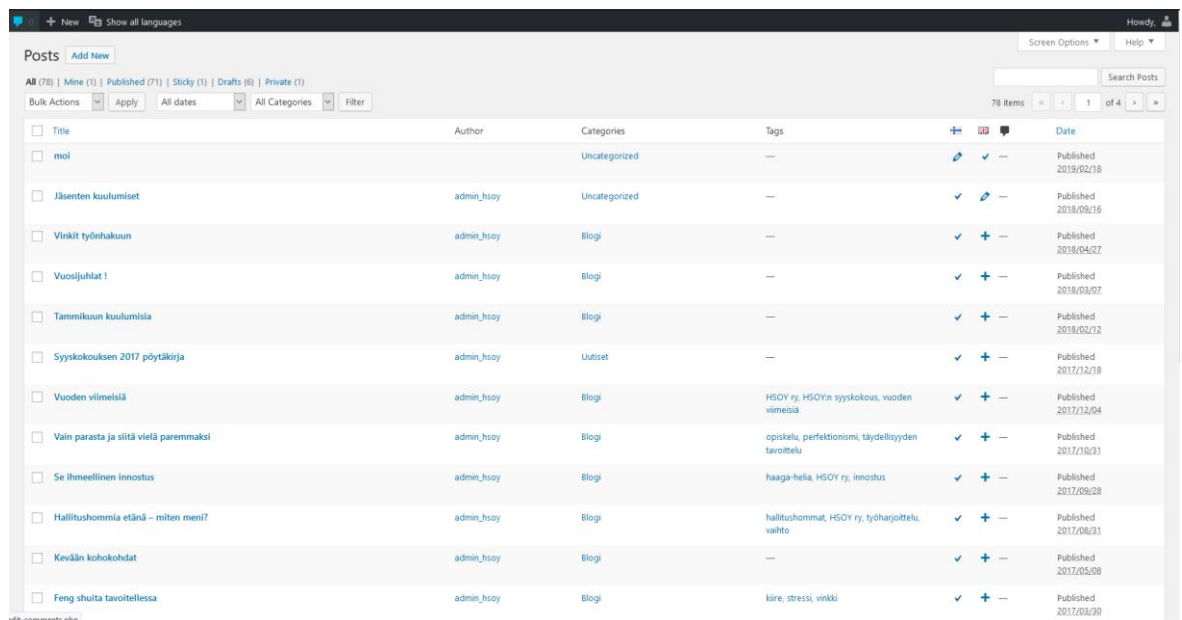 0 New Show all languages Howdy,
Screen Options Help
Posts Add New
All (78) | Mine (1) | Published (71) | Sticky (1) | Drafts (6) | Private (1)
Search Posts
Bulk Actions Apply All dates All Categories Filter 78 items « ‹ 1 of 4 › »
Title Author Categories Tags Date
moi Uncategorized — — Published
2019/02/18
Jäsenten kuulumiset admin_hsoy Uncategorized — — Published
2018/09/16
Vinkit työnhakuun admin_hsoy Blogi — — Published
2018/04/27
Vuosijuhlat ! admin_hsoy Blogi — — Published
2018/03/07
Tammikuun kuulumisia admin_hsoy Blogi — — Published
2018/02/12
Syyskokouksen 2017 pöytäkirja admin_hsoy Uutiset — — Published
2017/12/18
Vuoden viimeisiä admin_hsoy Blogi HSOY ry, HSOY:n syyskokous, vuoden — Published
viimeisiä 2017/12/04
Vain parasta ja siitä vielä paremmaksi admin_hsoy Blogi opiskelu, perfektionismi, täydellisyyden — Published
tavoittelu 2017/10/31
Se ihmeellinen innostus admin_hsoy Blogi haaga-helia, HSOY ry, innostus — Published
2017/09/28
Hallitushommia etänä – miten meni? admin_hsoy Blogi hallitushommat, HSOY ry, työharjoittelu, — Published
vaihto 2017/08/31
Kevään kohokohdat admin_hsoy Blogi — — Published
2017/05/08
Feng shuita tavoitellessa admin_hsoy Blogi kiire, stressi, vinkki — Published
2017/03/30